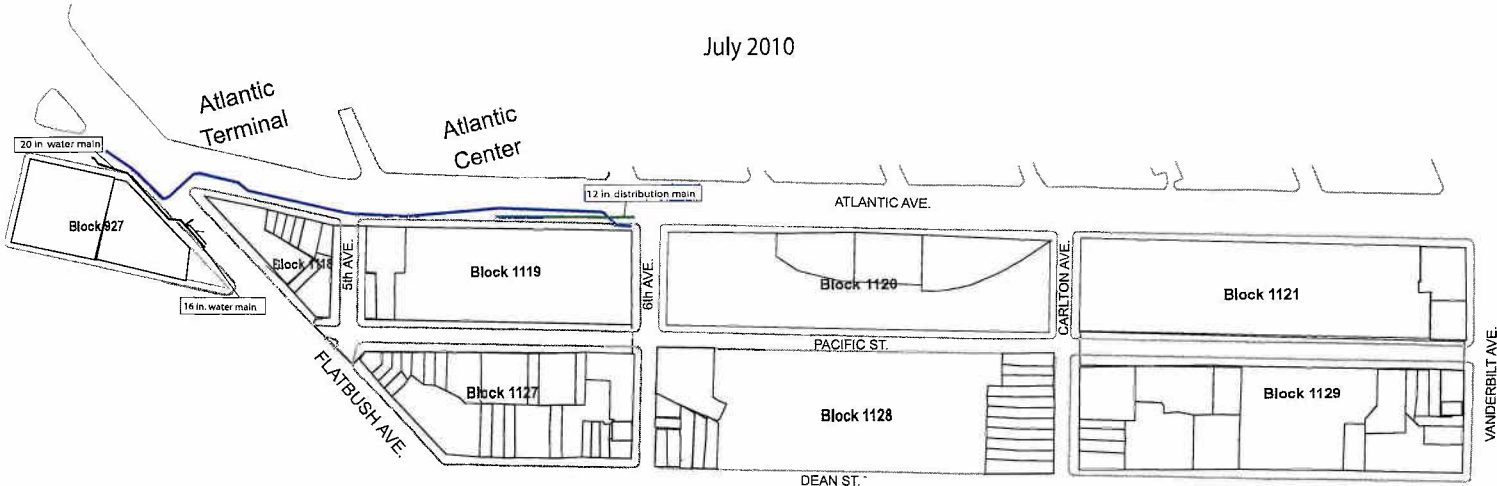 July 2010
Atlantic
Terminal
Atlantic
Center
20 in water main
12 in. distribution main
ATLANTIC AVE.
Block 927
Block 1118
5th AVE.
Block 1119
6th AVE.
Block 1120
CARLTON AVE.
Block 1121
16 in. water main
PACIFIC ST.
VANDERBILT AVE.
FLATBUSH AVE.
Block 1127
Block 1128
Block 1129
DEAN ST.